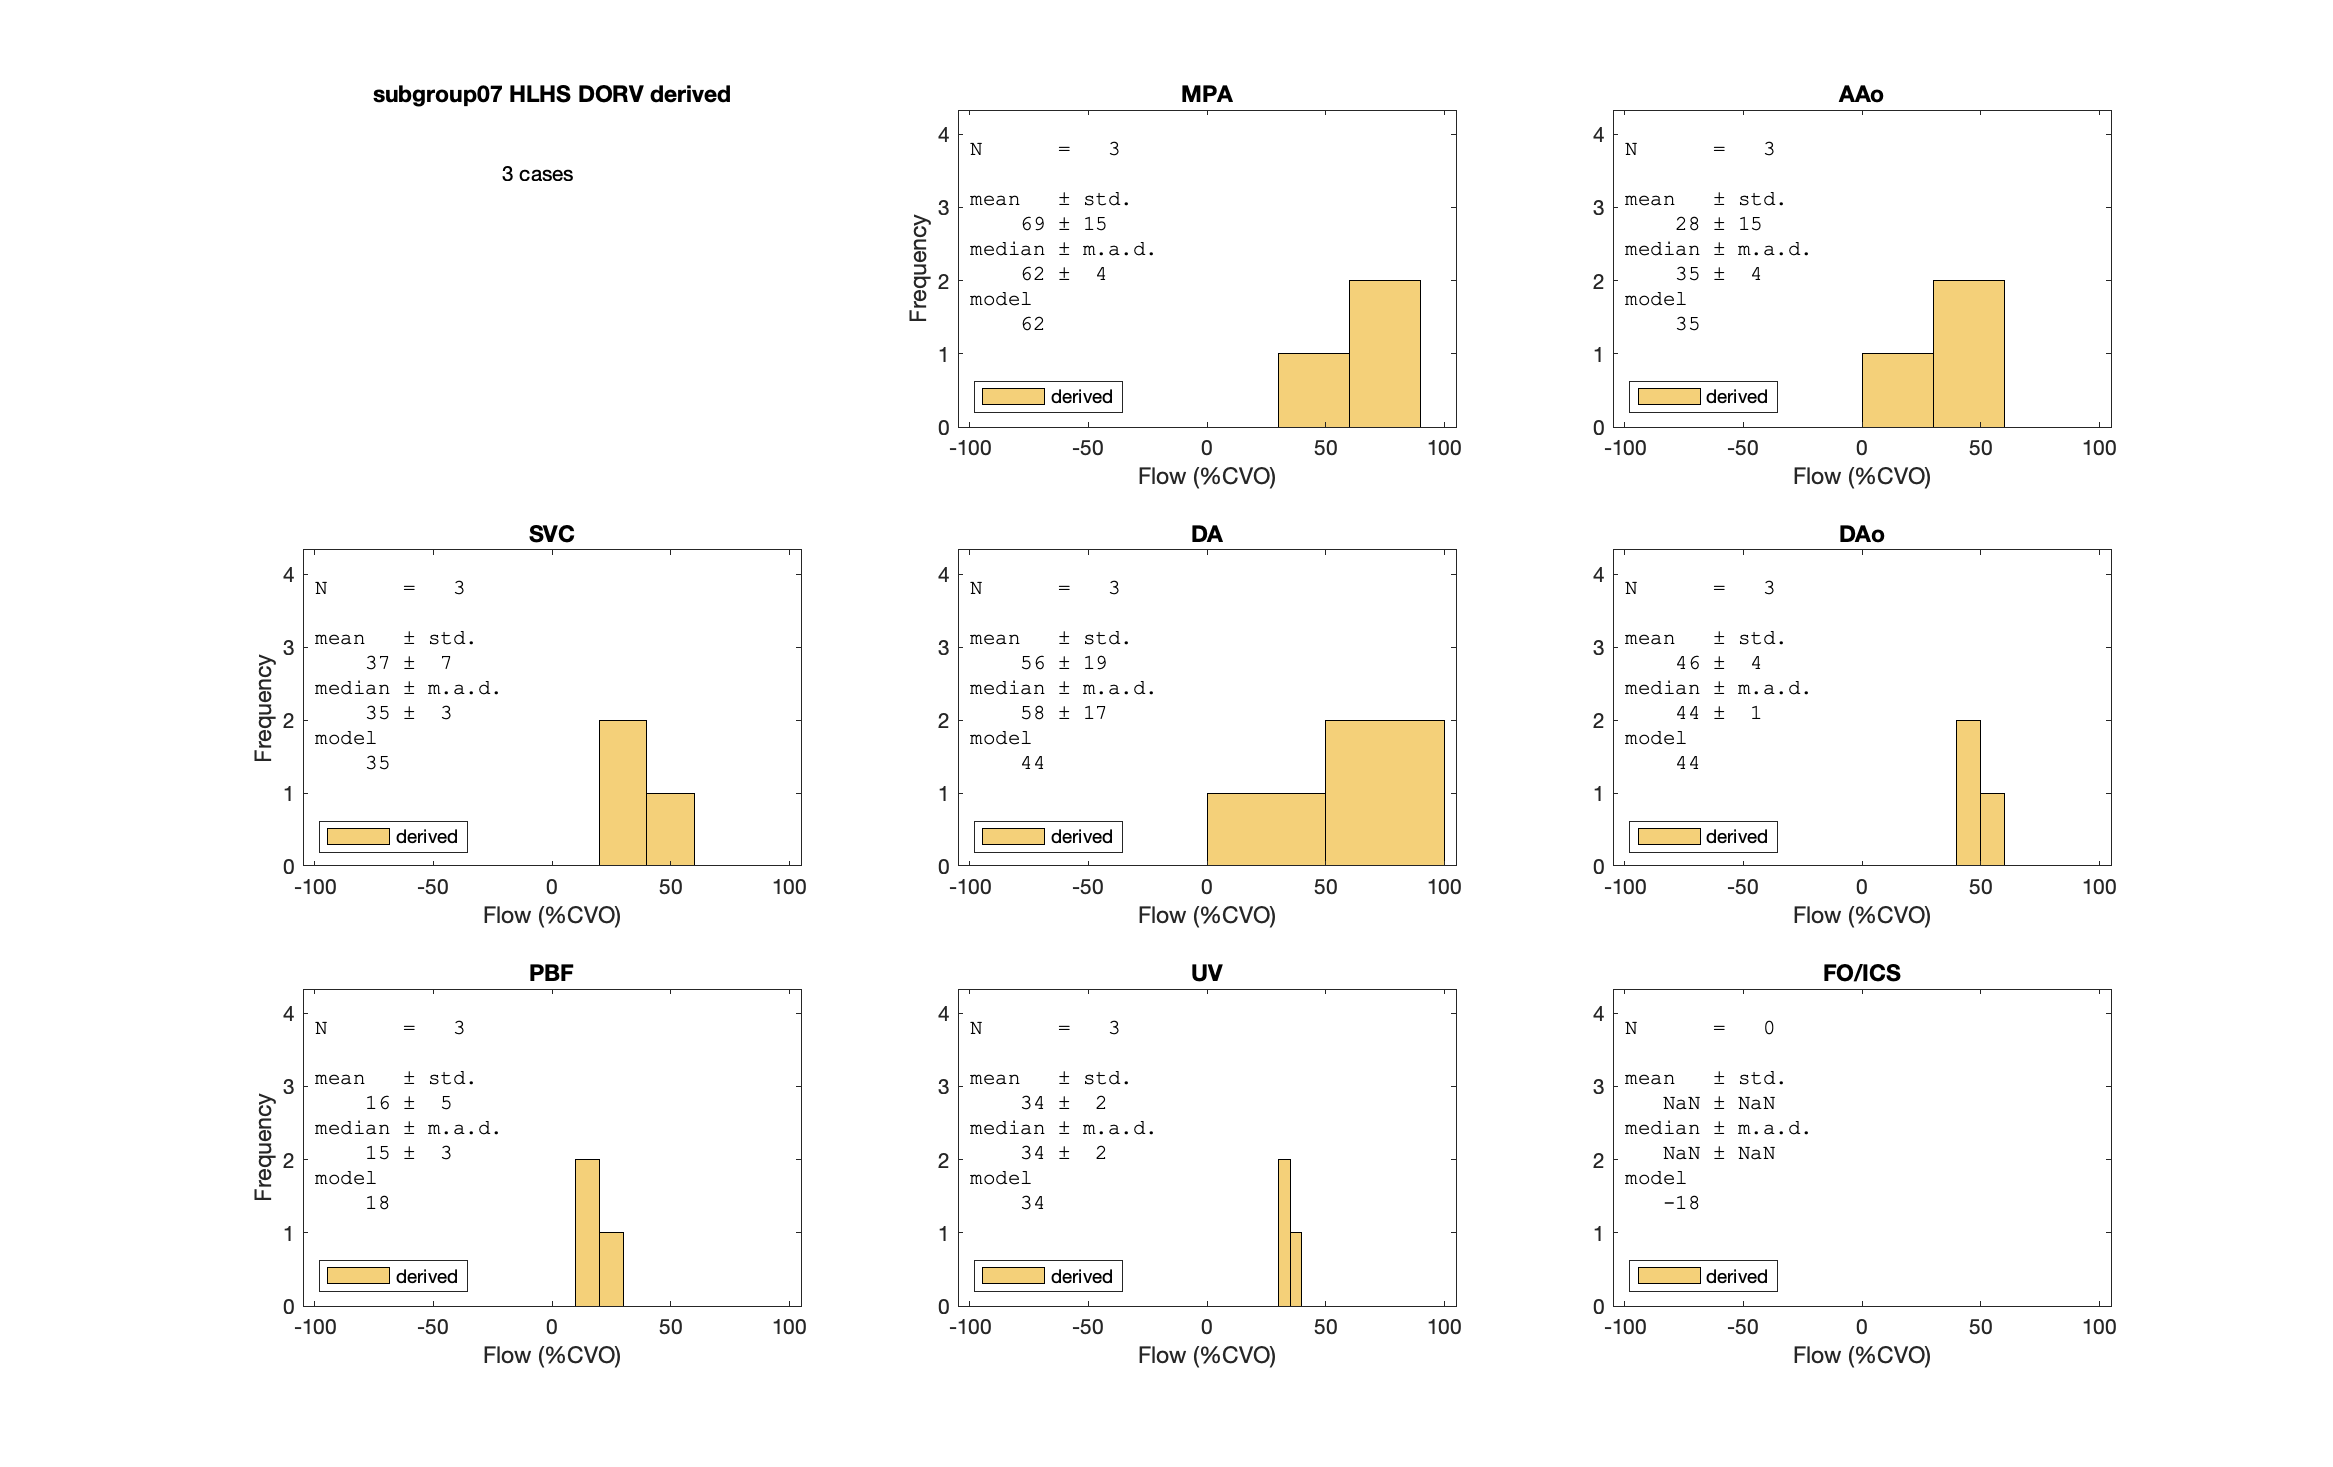 subgroup07 HLHS DORV derived
3 cases
MPA
4
3
2
1
0
Frequency
N = 3
mean ± std.
69 ± 15
median ± m.a.d.
62 ± 4
model
62
derived
-100 -50 0 50 100
Flow (%CVO)
AAo
4
3
2
1
0
N = 3
mean ± std.
28 ± 15
median ± m.a.d.
35 ± 4
model
35
derived
-100 -50 0 50 100
Flow (%CVO)
SVC
4
3
2
1
0
Frequency
N = 3
mean ± std.
37 ± 7
median ± m.a.d.
35 ± 3
model
35
derived
-100 -50 0 50 100
Flow (%CVO)
DA
4
3
2
1
0
N = 3
mean ± std.
56 ± 19
median ± m.a.d.
58 ± 17
model
44
derived
-100 -50 0 50 100
Flow (%CVO)
DAo
4
3
2
1
0
N = 3
mean ± std.
46 ± 4
median ± m.a.d.
44 ± 1
model
44
derived
-100 -50 0 50 100
Flow (%CVO)
PBF
4
3
2
1
0
Frequency
N = 3
mean ± std.
16 ± 5
median ± m.a.d.
15 ± 3
model
18
derived
-100 -50 0 50 100
Flow (%CVO)
UV
4
3
2
1
0
N = 3
mean ± std.
34 ± 2
median ± m.a.d.
34 ± 2
model
34
derived
-100 -50 0 50 100
Flow (%CVO)
FO/ICS
4
3
2
1
0
N = 0
mean ± std.
NaN ± NaN
median ± m.a.d.
NaN ± NaN
model
-18
derived
-100 -50 0 50 100
Flow (%CVO)